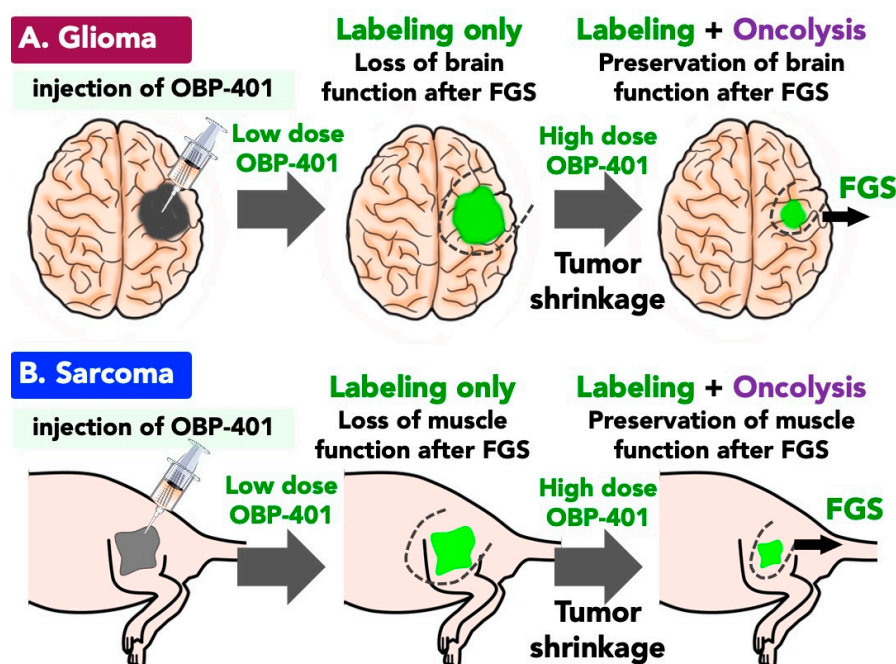 A. Glioma
injection of OBP-401
Low dose
OBP-401
Labeling only
Loss of brain
function after FGS
High dose
OBP-401
Tumor
shrinkage
Labeling + Oncolysis
Preservation of brain
function after FGS
FGS
B. Sarcoma
injection of OBP-401
Low dose
OBP-401
Labeling only
Loss of muscle
function after FGS
High dose
OBP-401
Tumor
shrinkage
Labeling + Oncolysis
Preservation of muscle
function after FGS
FGS